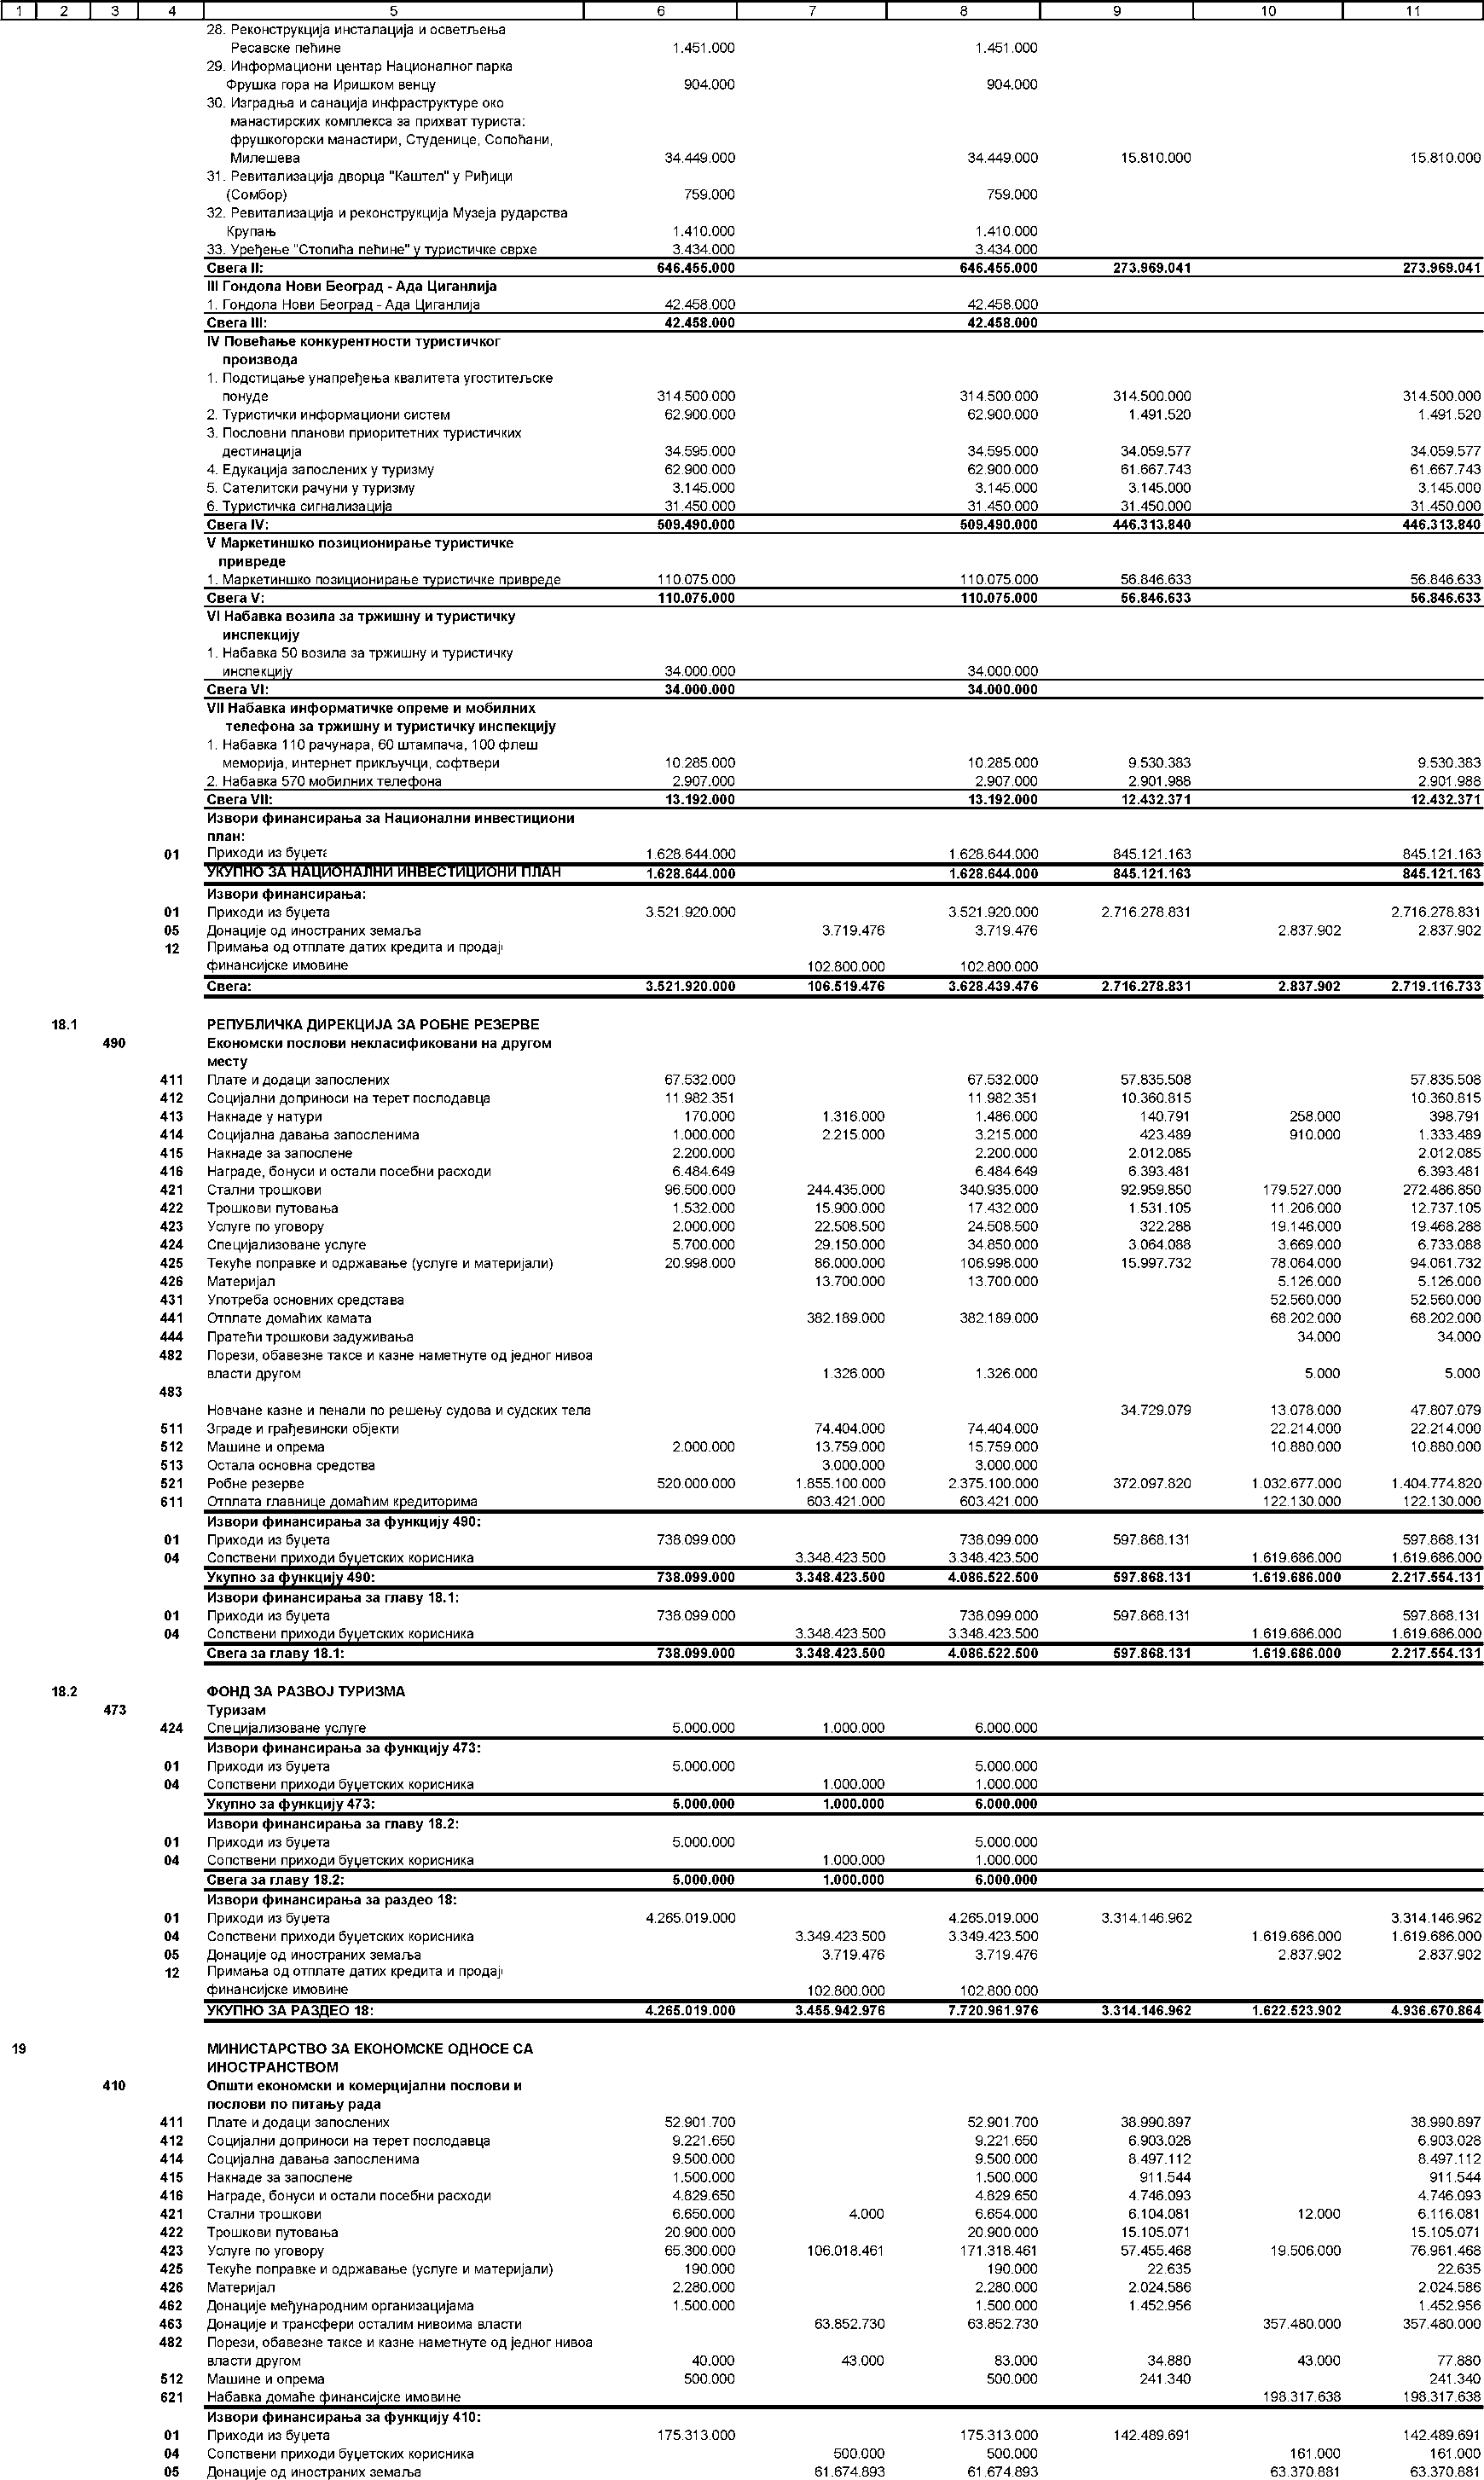 1 2 3 4 5 6 7 8 9 10 11
28. Реконструкција инсталација и осветљења
Ресавске пећине 1.451.000 1.451.000
29. Информациони центар Националног парка
Фрушка гора на Иришком венцу 904.000 904.000
30. Изградња и санација инфраструктуре око
манастирских комплекса за прихват туриста:
фрушкогорски манастири, Студенице, Сопоћани,
Милешева 34.449.000 34.449.000 15.810.000 15.810.000
31. Ревитализација дворца "Каштел" у Риђици
(Сомбор) 759.000 759.000
32. Ревитализација и реконструкција Музеја рударства
Крупањ 1.410.000 1.410.000
33. Уређење "Стопића пећине" у туристичке сврхе 3.434.000 3.434.000
Свега II: 646.455.000 646.455.000 273.969.041 273.969.041
III Гондола Нови Београд - Ада Циганлија
1. Гондола Нови Београд - Ада Циганлија 42.458.000 42.458.000
Свега III: 42.458.000 42.458.000
IV Повећање конкурентности туристичког
производа
1. Подстицање унапређења квалитета угоститељске
понуде 314.500.000 314.500.000 314.500.000 314.500.000
2. Туристички информациони систем 62.900.000 62.900.000 1.491.520 1.491.520
3. Пословни планови приоритетних туристичких
дестинација 34.595.000 34.595.000 34.059.577 34.059.577
4. Едукација запослених у туризму 62.900.000 62.900.000 61.667.743 61.667.743
5. Сателитски рачуни у туризму 3.145.000 3.145.000 3.145.000 3.145.000
6. Туристичка сигнализација 31.450.000 31.450.000 31.450.000 31.450.000
Свега IV: 509.490.000 509.490.000 446.313.840 446.313.840
V Маркетиншко позиционирање туристичке
привреде
1. Маркетиншко позиционирање туристичке привреде 110.075.000 110.075.000 56.846.633 56.846.633
Свега V: 110.075.000 110.075.000 56.846.633 56.846.633
VI Набавка возила за тржишну и туристичку
инспекцију
1. Набавка 50 возила за тржишну и туристичку
инспекцију 34.000.000 34.000.000
Свега VI: 34.000.000 34.000.000
VII Набавка информатичке опреме и мобилних
телефона за тржишну и туристичку инспекцију
1. Набавка 110 рачунара, 60 штампача, 100 флеш
меморија, интернет прикључци, софтвери 10.285.000 10.285.000 9.530.383 9.530.383
2. Набавка 570 мобилних телефона 2.907.000 2.907.000 2.901.988 2.901.988
Свега VII: 13.192.000 13.192.000 12.432.371 12.432.371
Извори финансирања за Национални инвестициони
план:
01 Приходи из буџета 1.628.644.000 1.628.644.000 845.121.163 845.121.163
УКУПНО ЗА НАЦИОНАЛНИ ИНВЕСТИЦИОНИ ПЛАН 1.628.644.000 1.628.644.000 845.121.163 845.121.163
Извори финансирања:
01 Приходи из буџета 3.521.920.000 3.521.920.000 2.716.278.831 2.716.278.831
05 Донације од иностраних земаља 3.719.476 3.719.476 2.837.902 2.837.902
12 Примања од отплате датих кредита и продај
финансијске имовине 102.800.000 102.800.000
Свега: 3.521.920.000 106.519.476 3.628.439.476 2.716.278.831 2.837.902 2.719.116.733
18.1 РЕПУБЛИЧКА ДИРЕКЦИЈА ЗА РОБНЕ РЕЗЕРВЕ
490 Економски послови некласификовани на другом
месту
411 Плате и додаци запослених 67.532.000 67.532.000 57.835.508 57.835.508
412 Социјални доприноси на терет послодавца 11.982.351 11.982.351 10.360.815 10.360.815
413 Накнаде у натури 170.000 1.316.000 1.486.000 140.791 258.000 398.791
414 Социјална давања запосленима 1.000.000 2.215.000 3.215.000 423.489 910.000 1.333.489
415 Накнаде за запослене 2.200.000 2.200.000 2.012.085 2.012.085
416 Награде, бонуси и остали посебни расходи 6.484.649 6.484.649 6.393.481 6.393.481
421 Стални трошкови 96.500.000 244.435.000 340.935.000 92.959.850 179.527.000 272.486.850
422 Трошкови путовања 1.532.000 15.900.000 17.432.000 1.531.105 11.206.000 12.737.105
423 Услуге по уговору 2.000.000 22.508.500 24.508.500 322.288 19.146.000 19.468.288
424 Специјализоване услуге 5.700.000 29.150.000 34.850.000 3.064.088 3.669.000 6.733.088
425 Текуће поправке и одржавање (услуге и материјали) 20.998.000 86.000.000 106.998.000 15.997.732 78.064.000 94.061.732
426 Материјал 13.700.000 13.700.000 5.126.000 5.126.000
431 Употреба основних средстава 52.560.000 52.560.000
441 Отплате домаћих камата 382.189.000 382.189.000 68.202.000 68.202.000
444 Пратећи трошкови задуживања 34.000 34.000
482 Порези, обавезне таксе и казне наметнуте од једног нивоа
власти другом 1.326.000 1.326.000 5.000 5.000
483
Новчане казне и пенали по решењу судова и судских тела 34.729.079 13.078.000 47.807.079
511 Зграде и грађевински објекти 74.404.000 74.404.000 22.214.000 22.214.000
512 Машине и опрема 2.000.000 13.759.000 15.759.000 10.880.000 10.880.000
513 Остала основна средства 3.000.000 3.000.000
521 Робне резерве 520.000.000 1.855.100.000 2.375.100.000 372.097.820 1.032.677.000 1.404.774.820
611 Отплата главнице домаћим кредиторима 603.421.000 603.421.000 122.130.000 122.130.000
Извори финансирања за функцију 490:
01 Приходи из буџета 738.099.000 738.099.000 597.868.131 597.868.131
04 Сопствени приходи буџетских корисника 3.348.423.500 3.348.423.500 1.619.686.000 1.619.686.000
Укупно за функцију 490: 738.099.000 3.348.423.500 4.086.522.500 597.868.131 1.619.686.000 2.217.554.131
Извори финансирања за главу 18.1:
01 Приходи из буџета 738.099.000 738.099.000 597.868.131 597.868.131
04 Сопствени приходи буџетских корисника 3.348.423.500 3.348.423.500 1.619.686.000 1.619.686.000
Свега за главу 18.1: 738.099.000 3.348.423.500 4.086.522.500 597.868.131 1.619.686.000 2.217.554.131
18.2 ФОНД ЗА РАЗВОЈ ТУРИЗМА
473 Туризам
424 Специјализоване услуге 5.000.000 1.000.000 6.000.000
Извори финансирања за функцију 473:
01 Приходи из буџета 5.000.000 5.000.000
04 Сопствени приходи буџетских корисника 1.000.000 1.000.000
Укупно за функцију 473: 5.000.000 1.000.000 6.000.000
Извори финансирања за главу 18.2:
01 Приходи из буџета 5.000.000 5.000.000
04 Сопствени приходи буџетских корисника 1.000.000 1.000.000
Свега за главу 18.2: 5.000.000 1.000.000 6.000.000
Извори финансирања за раздео 18:
01 Приходи из буџета 4.265.019.000 4.265.019.000 3.314.146.962 3.314.146.962
04 Сопствени приходи буџетских корисника 3.349.423.500 3.349.423.500 1.619.686.000 1.619.686.000
05 Донације од иностраних земаља 3.719.476 3.719.476 2.837.902 2.837.902
12 Примања од отплате датих кредита и продај
финансијске имовине 102.800.000 102.800.000
УКУПНО ЗА РАЗДЕО 18: 4.265.019.000 3.455.942.976 7.720.961.976 3.314.146.962 1.622.523.902 4.936.670.864
19 МИНИСТАРСТВО ЗА ЕКОНОМСКЕ ОДНОСЕ СА
ИНОСТРАНСТВОМ
410 Општи економски и комерцијални послови и
послови по питању рада
411 Плате и додаци запослених 52.901.700 52.901.700 38.990.897 38.990.897
412 Социјални доприноси на терет послодавца 9.221.650 9.221.650 6.903.028 6.903.028
414 Социјална давања запосленима 9.500.000 9.500.000 8.497.112 8.497.112
415 Накнаде за запослене 1.500.000 1.500.000 911.544 911.544
416 Награде, бонуси и остали посебни расходи 4.829.650 4.829.650 4.746.093 4.746.093
421 Стални трошкови 6.650.000 4.000 6.654.000 6.104.081 12.000 6.116.081
422 Трошкови путовања 20.900.000 20.900.000 15.105.071 15.105.071
423 Услуге по уговору 65.300.000 106.018.461 171.318.461 57.455.468 19.506.000 76.961.468
425 Текуће поправке и одржавање (услуге и материјали) 190.000 190.000 22.635 22.635
426 Материјал 2.280.000 2.280.000 2.024.586 2.024.586
462 Донације међународним организацијама 1.500.000 1.500.000 1.452.956 1.452.956
463 Донације и трансфери осталим нивоима власти 63.852.730 63.852.730 357.480.000 357.480.000
482 Порези, обавезне таксе и казне наметнуте од једног нивоа
власти другом 40.000 43.000 83.000 34.880 43.000 77.880
512 Машине и опрема 500.000 500.000 241.340 241.340
621 Набавка домаће финансијске имовине 198.317.638 198.317.638
Извори финансирања за функцију 410:
01 Приходи из буџета 175.313.000 175.313.000 142.489.691 142.489.691
04 Сопствени приходи буџетских корисника 500.000 500.000 161.000 161.000
05 Донације од иностраних земаља 61.674.893 61.674.893 63.370.881 63.370.881